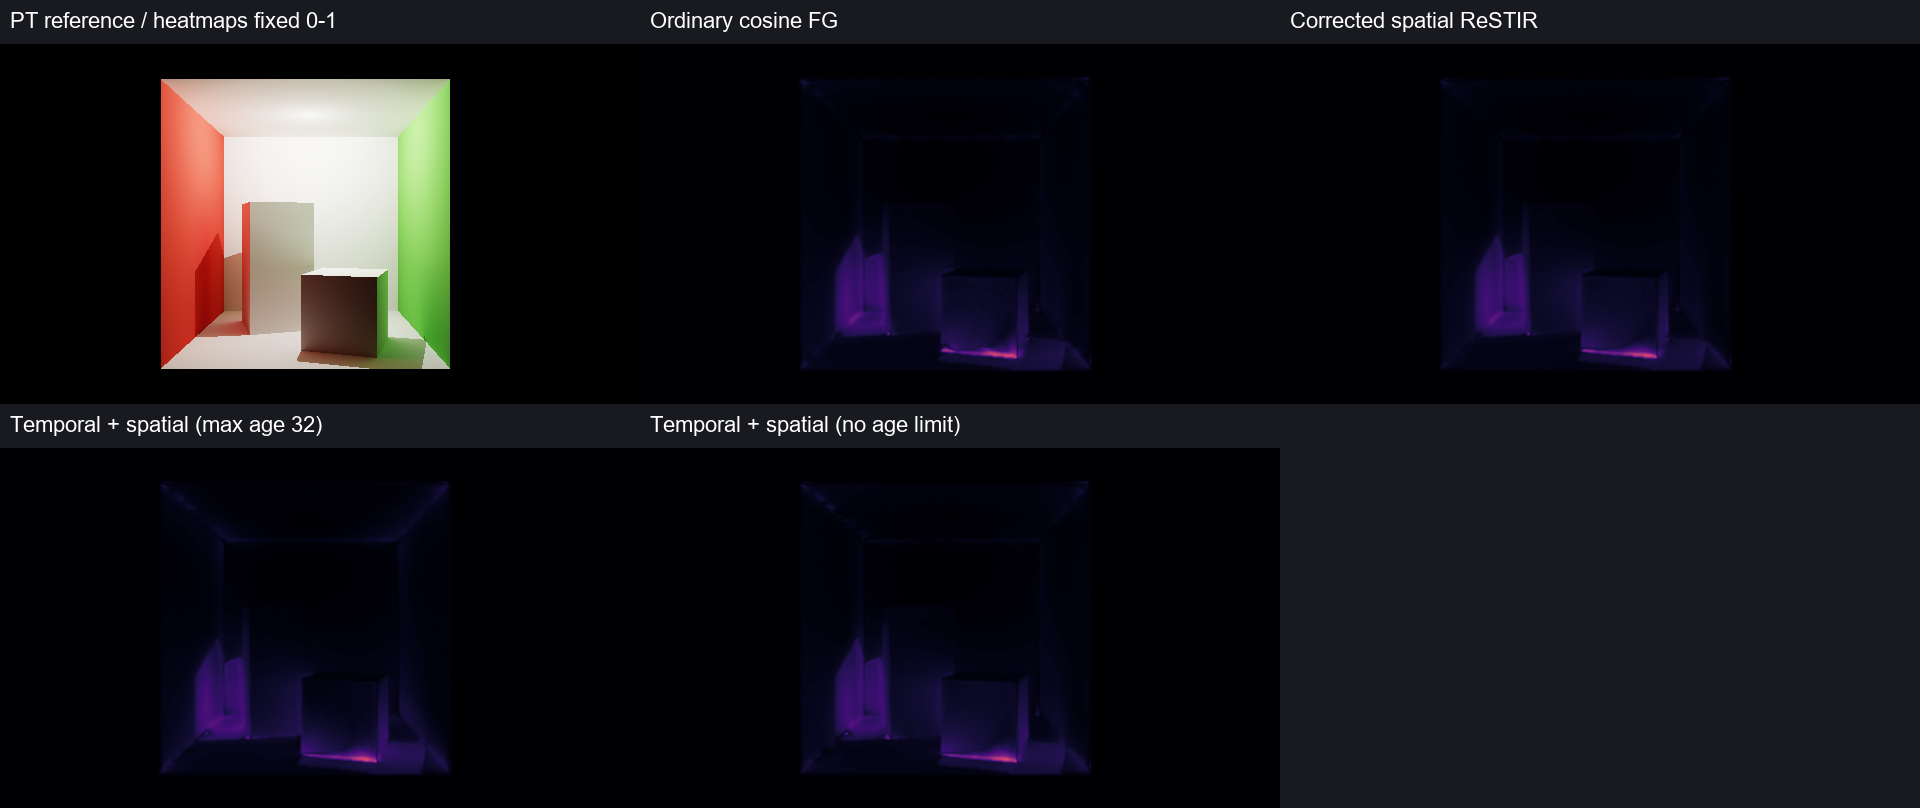 PT reference / heatmaps fixed 0-1
Ordinary cosine FG
Corrected spatial ReSTIR
Temporal + spatial (max age 32)
Temporal + spatial (no age limit)